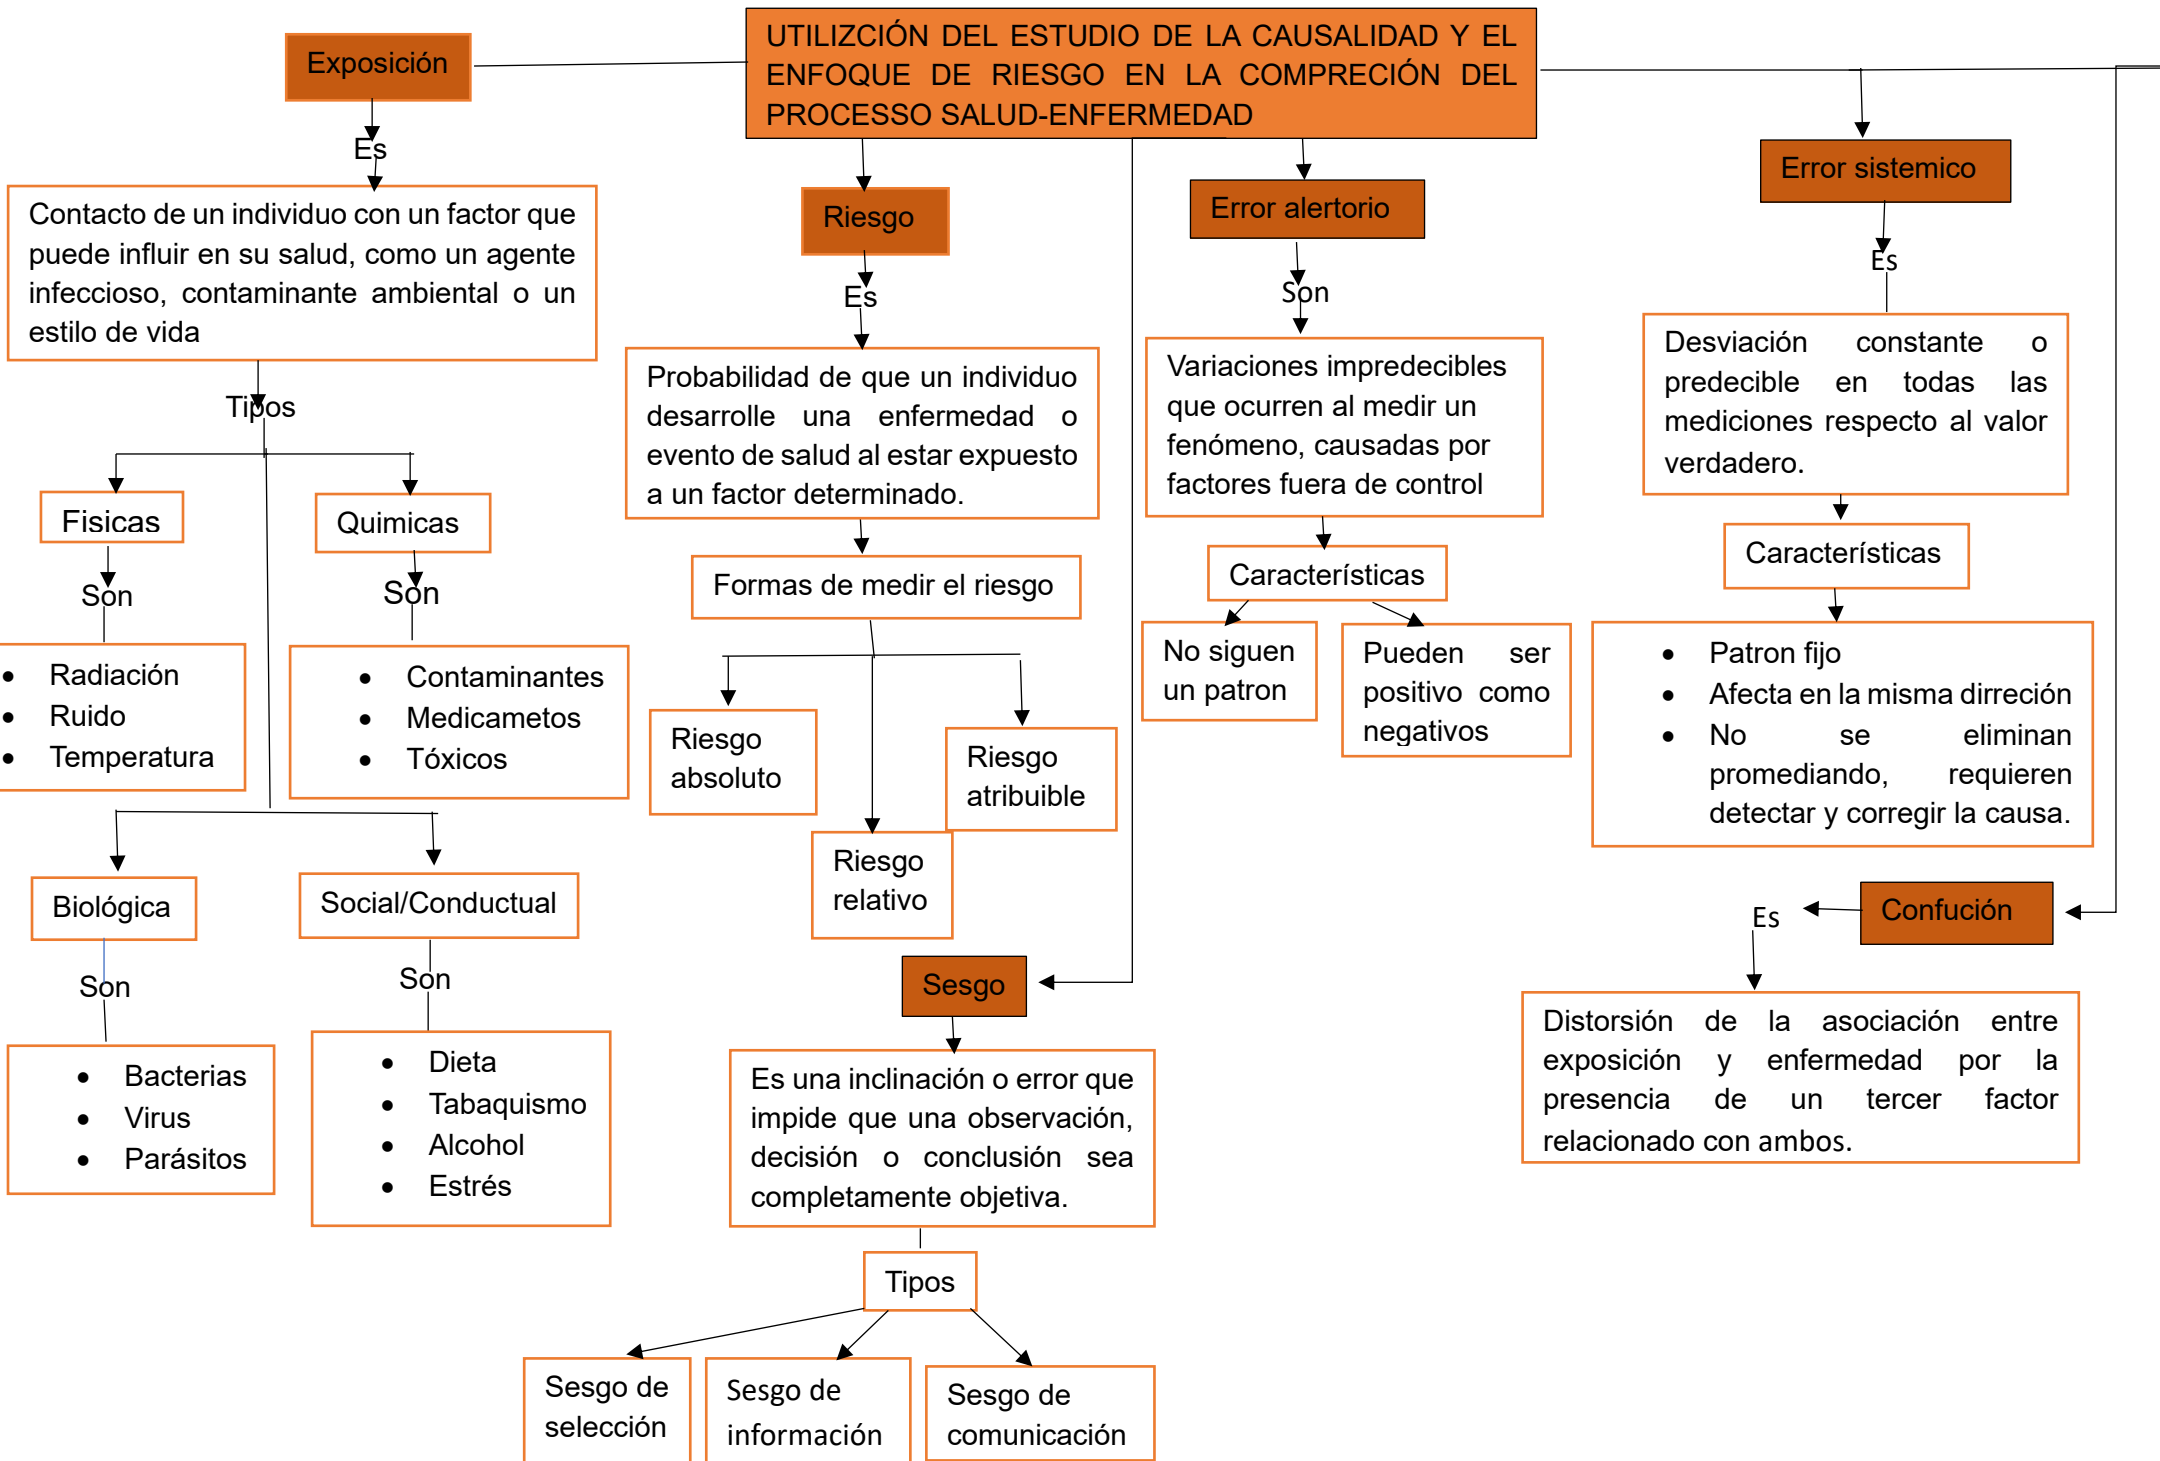 UTILIZCIÓN DEL ESTUDIO DE LA CAUSALIDAD Y EL
ENFOQUE DE RIESGO EN LA COMPRECIÓN DEL
PROCESSO SALUD-ENFERMEDAD
Exposición
Es
Contacto de un individuo con un factor que
puede influir en su salud, como un agente
infeccioso, contaminante ambiental o un
estilo de vida
Tipos
Fisicas
Son
• Radiación
• Ruido
• Temperatura
Quimicas
Son
• Contaminantes
• Medicametos
• Tóxicos
Biológica
Son
• Bacterias
• Virus
• Parásitos
Social/Conductual
Son
• Dieta
• Tabaquismo
• Alcohol
• Estrés
Riesgo
Es
Probabilidad de que un individuo
desarrolle una enfermedad o
evento de salud al estar expuesto
a un factor determinado.
Formas de medir el riesgo
Riesgo
absoluto
Riesgo
relativo
Riesgo
atribuible
Sesgo
Es una inclinación o error que
impide que una observación,
decisión o conclusión sea
completamente objetiva.
Tipos
Sesgo de
selección
Sesgo de
información
Sesgo de
comunicación
Error alertorio
Son
Variaciones impredecibles
que ocurren al medir un
fenómeno, causadas por
factores fuera de control
Características
No siguen
un patron
Pueden ser
positivo como
negativos
Error sistemico
Es
Desviación constante o
predecible en todas las
mediciones respecto al valor
verdadero.
Características
• Patron fijo
• Afecta en la misma dirreción
• No se eliminan
promediando, requieren
detectar y corregir la causa.
Confución
Es
Distorsión de la asociación entre
exposición y enfermedad por la
presencia de un tercer factor
relacionado con ambos.